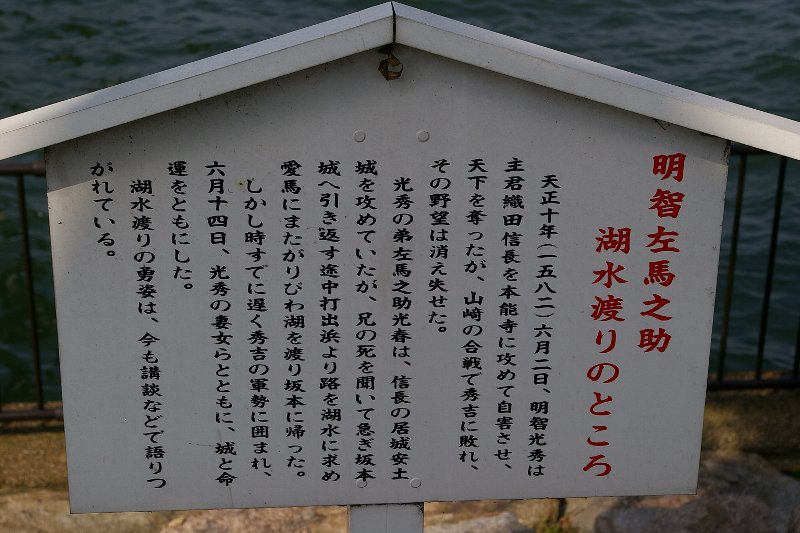 明智左馬之助
湖水渡りのところ
天正十年(一五八二)六月二日、明智光秀は
主君織田信長を本能寺に攻めて自害させ、
天下を奪ったが、山崎の合戦で秀吉に敗れ、
その野望は消え失せた。
光秀の弟左馬之助光春は、信長の居城安土
城を攻めていたが、兄の死を聞いて急ぎ坂本
城へ引き返す途中打出浜より路を湖水に求め
愛馬にまたがりびわ湖を渡り坂本に帰った。
しかし時すでに遅く秀吉の軍勢に囲まれ、
六月十四日、光秀の妻女らとともに、城と命
運をともにした。
湖水渡りの勇姿は、今も講談などで語りつ
がれている。